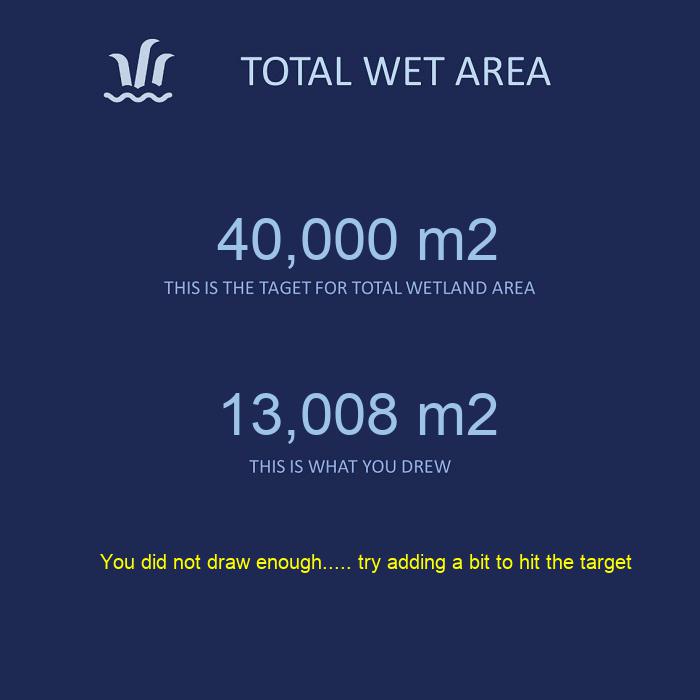 TOTAL WET AREA
40,000 m2
THIS IS THE TAGET FOR TOTAL WETLAND AREA
13,008 m2
THIS IS WHAT YOU DREW
You did not draw enough..... try adding a bit to hit the target